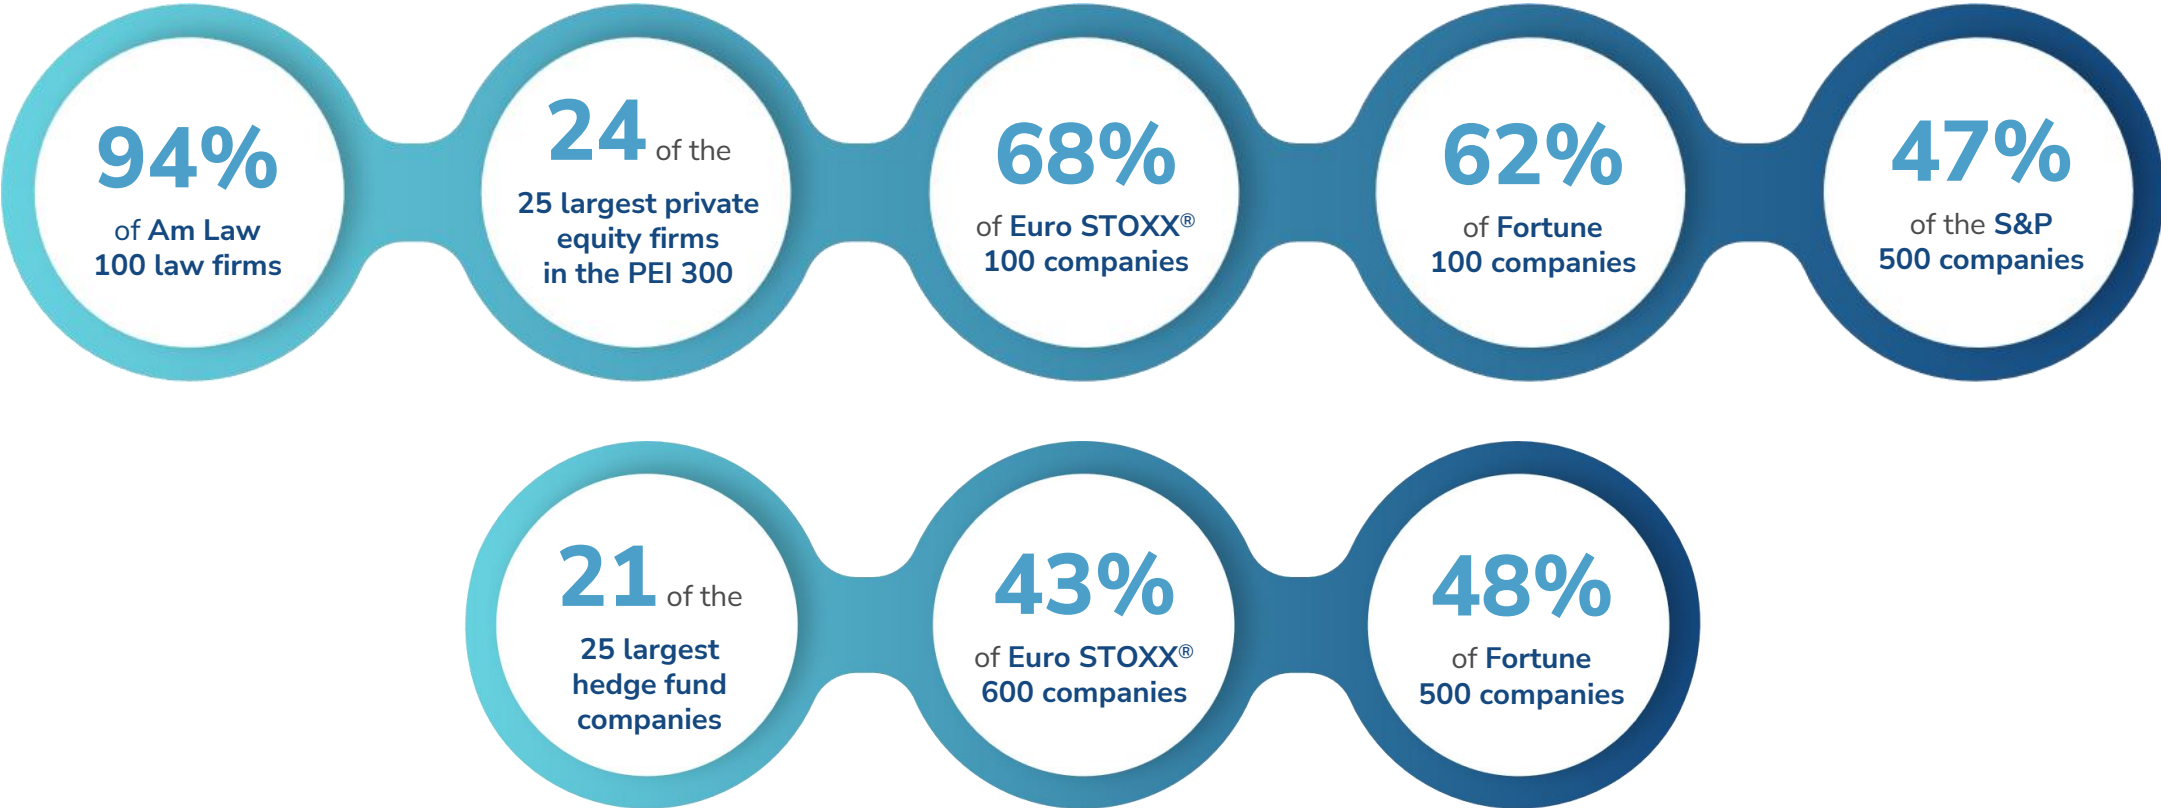 94%
of Am Law
100 law firms
24 of the
25 largest private
equity firms
in the PEI 300
68%
of Euro STOXX®
100 companies
62%
of Fortune
100 companies
47%
of the S&P
500 companies
21 of the
25 largest
hedge fund
companies
43%
of Euro STOXX®
600 companies
48%
of Fortune
500 companies